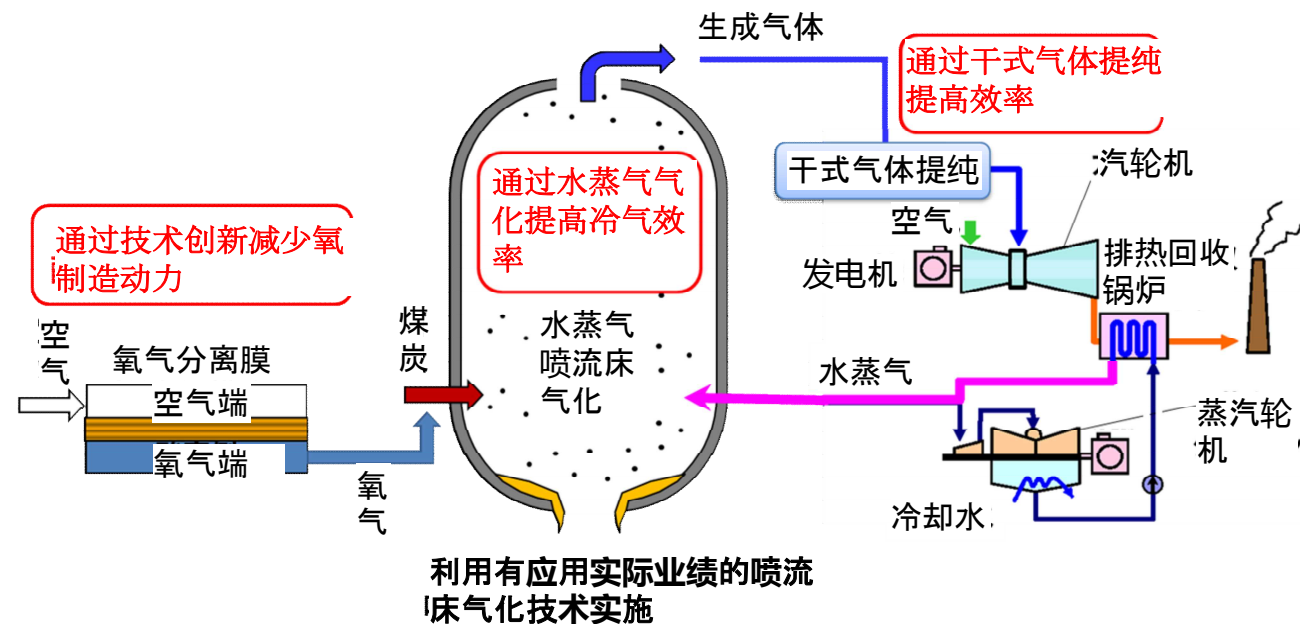 生成气体
通过干式气体提纯
提高效率
干式气体提纯
汽轮机
空气
发电机
排热回收
锅炉
通过水蒸气气
化提高冷气效
率
通过技术创新减少氧
制造动力
空
气
氧气分离膜
空气端
氧气端
煤
炭
氧
气
水蒸气
喷流床
气化
水蒸气
蒸汽轮
机
冷却水
利用有应用实际业绩的喷流
床气化技术实施